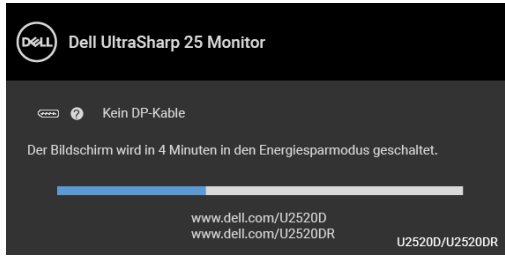 DELL Dell UltraSharp 25 Monitor
? Kein DP-Kable
Der Bildschirm wird in 4 Minuten in den Energiesparmodus geschaltet.
www.dell.com/U2520D
www.dell.com/U2520DR
U2520D/U2520DR